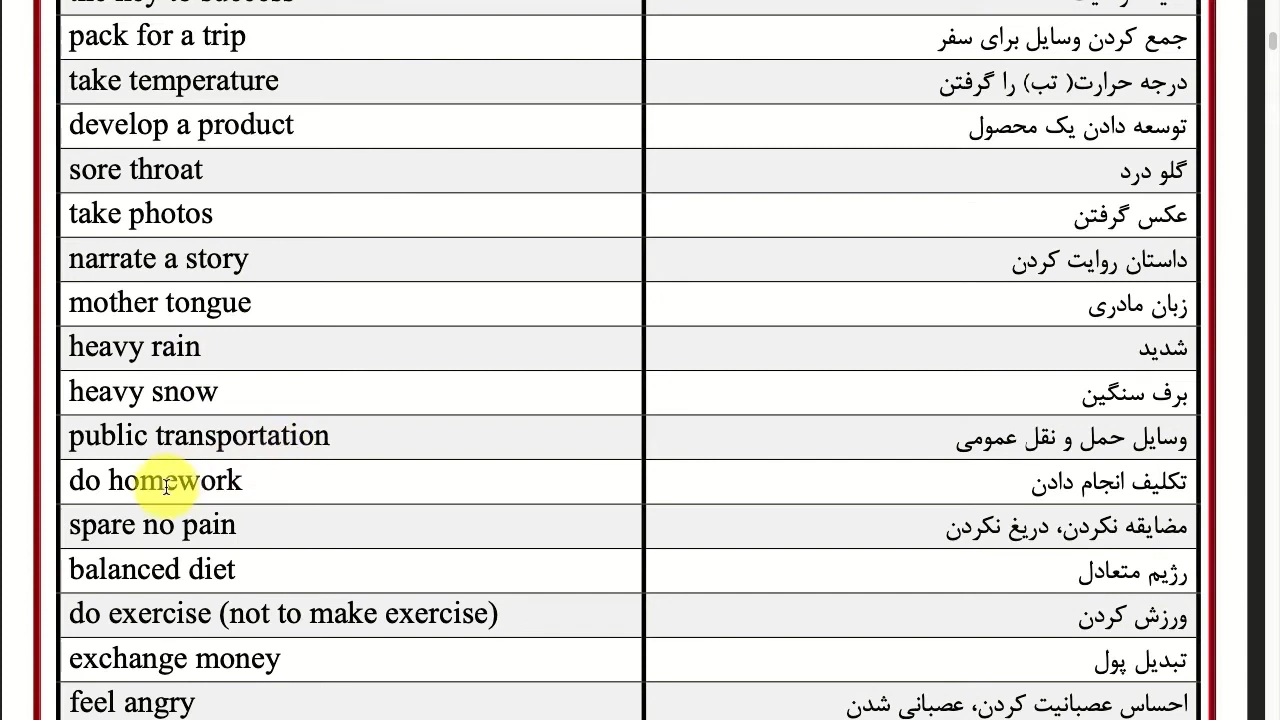 pack for a trip
جمع کردن وسایل برای سفر
take temperature
درجه حرارت( تب) را گرفتن
develop a product
توسعه دادن یک محصول
sore throat
گلو درد
take photos
عکس گرفتن
narrate a story
داستان روایت کردن
mother tongue
زبان مادری
heavy rain
شدید
heavy snow
برف سنگین
public transportation
وسایل حمل و نقل عمومی
do homework
تکلیف انجام دادن
spare no pain
مضایقه نکردن، دریغ نکردن
balanced diet
رژیم متعادل
do exercise (not to make exercise)
ورزش کردن
exchange money
تبدیل پول
feel angry
احساس عصبانیت کردن، عصبانی شدن